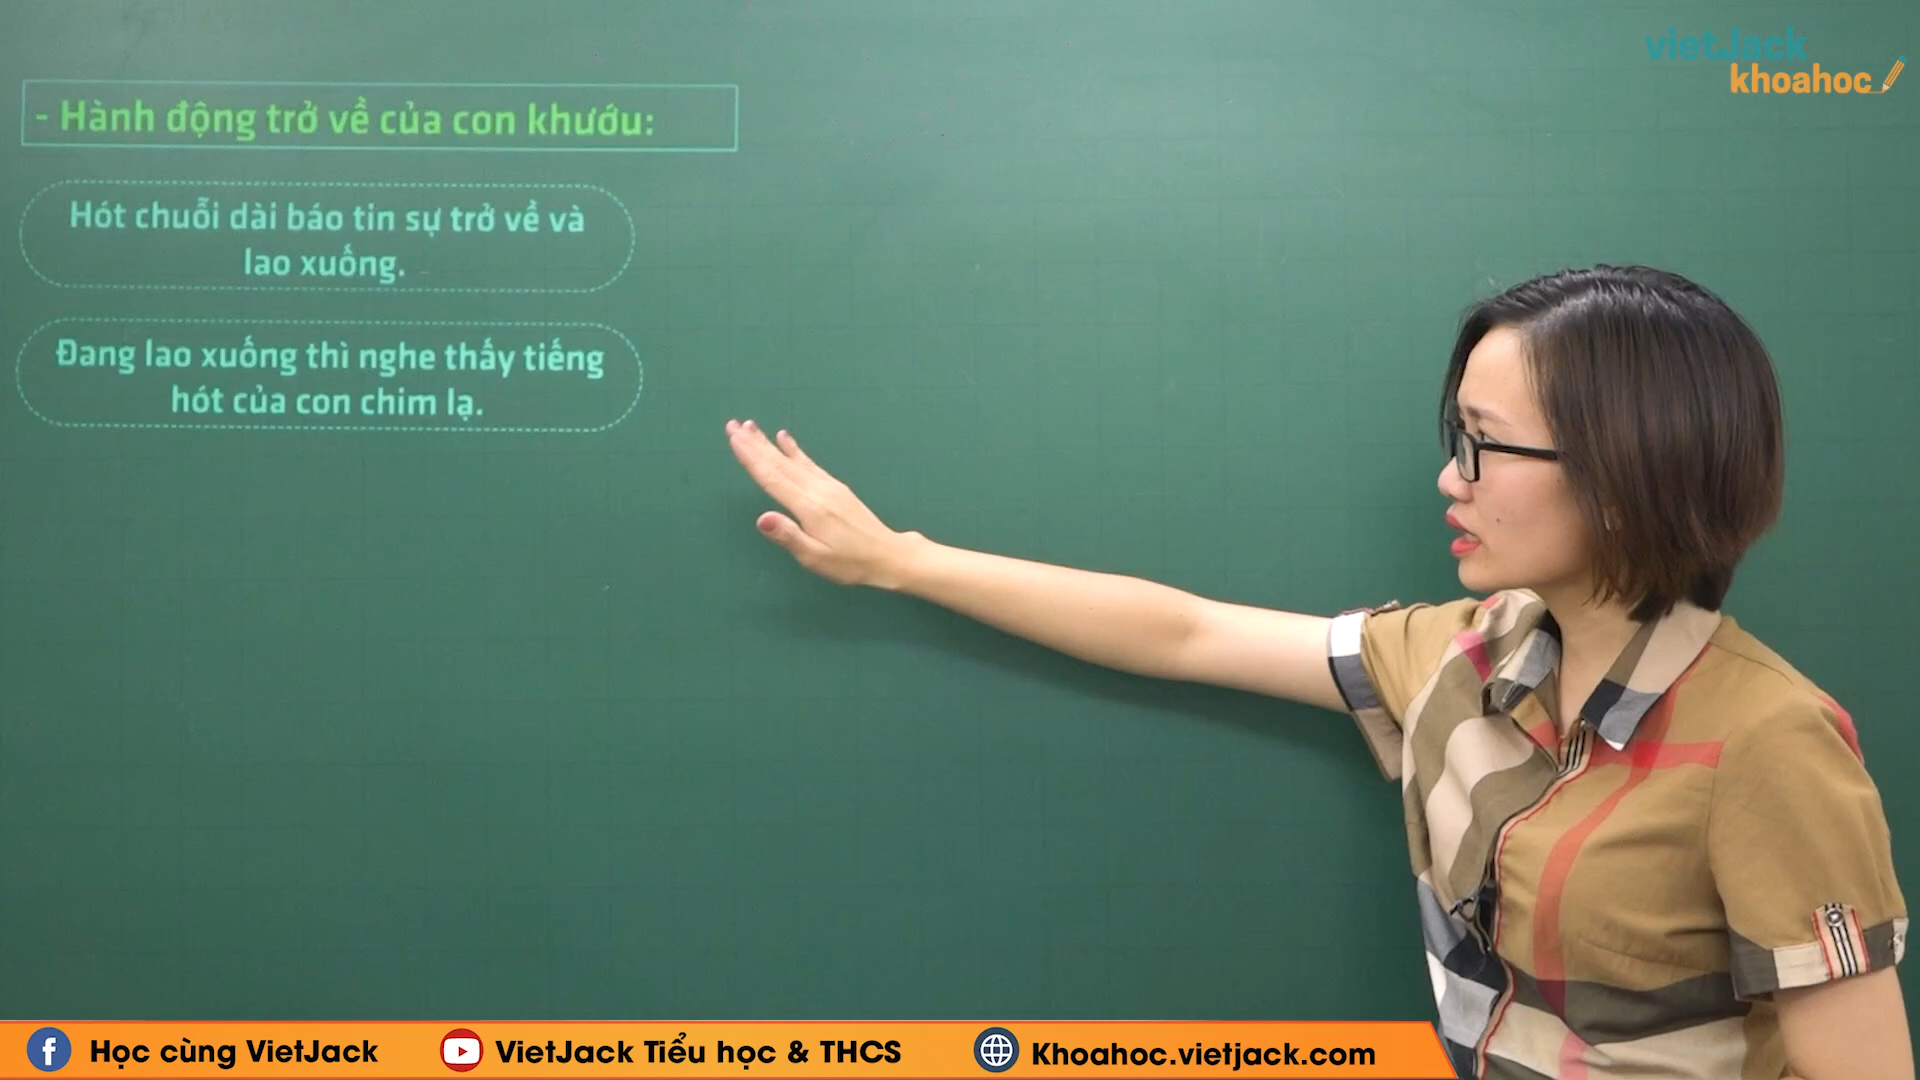 vietJack
khoahoc
- Hành động trở về của con khướu:
Hót chuỗi dài báo tin sự trở về và
lao xuống.
Đang lao xuống thì nghe thấy tiếng
hót của con chim lạ.
Học cùng VietJack
VietJack Tiểu học & THCS
Khoahoc.vietjack.com